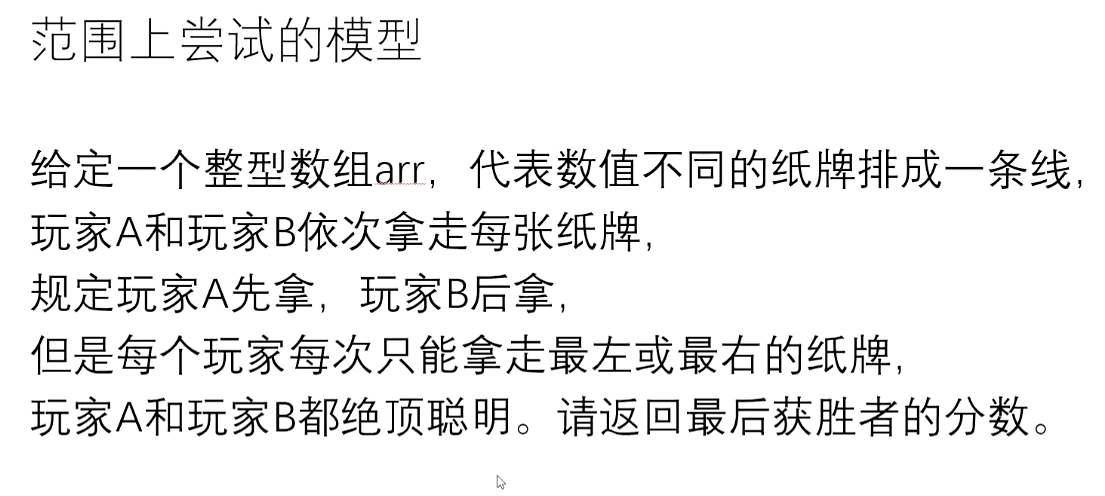 范围上尝试的模型
给定一个整型数组arr，代表数值不同的纸牌排成一条线，
玩家A和玩家B依次拿走每张纸牌，
规定玩家A先拿，玩家B后拿，
但是每个玩家每次只能拿走最左或最右的纸牌，
玩家A和玩家B都绝顶聪明。请返回最后获胜者的分数。